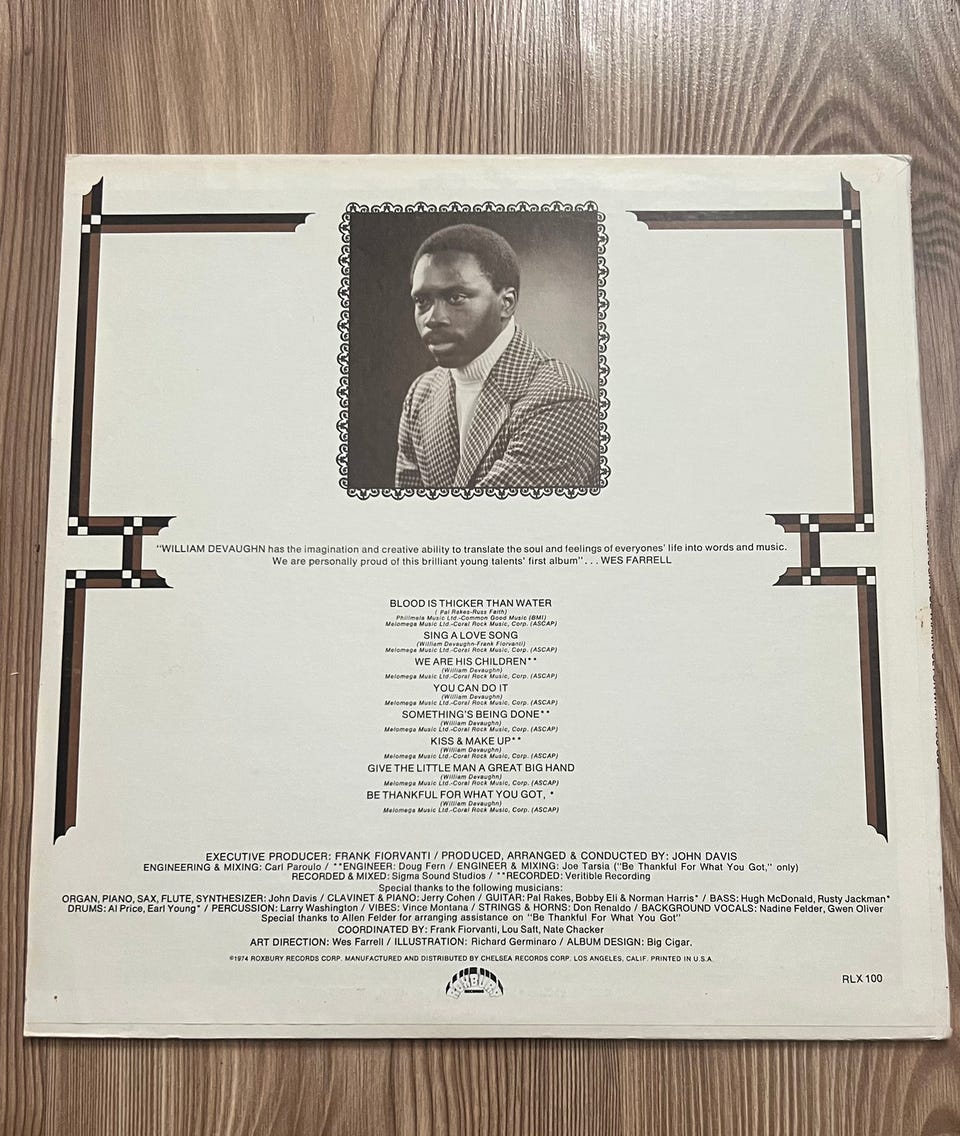 "WILLIAM DEVAUGHN has the imagination and creative ability to translate the soul and feelings of everyones' life into words and music.
We are personally proud of this brilliant young talents' first album" . . . WES FARRELL
BLOOD IS THICKER THAN WATER
(Pal Rakes-Russ Faith)
Philmela Music Ltd.-Common Good Music (BMI)
Melomega Music Ltd.-Coral Rock Music, Corp. (ASCAP)
SING A LOVE SONG
(William Devaughn-Frank Fiorvanti)
Melomega Music Ltd.-Coral Rock Music, Corp. (ASCAP)
WE ARE HIS CHILDREN**
(William Devaughn)
Melomega Music Ltd.-Coral Rock Music, Corp. (ASCAP)
YOU CAN DO IT
(William Devaughn)
Melomega Music Ltd.-Coral Rock Music, Corp. (ASCAP)
SOMETHING'S BEING DONE**
(William Devaughn)
Melomega Music Ltd.-Coral Rock Music, Corp. (ASCAP)
KISS & MAKE UP**
(William Devaughn)
Melomega Music Ltd.-Coral Rock Music, Corp. (ASCAP)
GIVE THE LITTLE MAN A GREAT BIG HAND
(William Devaughn)
Melomega Music Ltd.-Coral Rock Music, Corp. (ASCAP)
BE THANKFUL FOR WHAT YOU GOT, *
(William Devaughn)
Melomega Music Ltd.-Coral Rock Music, Corp. (ASCAP)
EXECUTIVE PRODUCER: FRANK FIORVANTI / PRODUCED, ARRANGED & CONDUCTED BY: JOHN DAVIS
ENGINEERING & MIXING: Carl Paroulo / **ENGINEER: Doug Fern / ENGINEER & MIXING: Joe Tarsia ("Be Thankful For What You Got," only)
RECORDED & MIXED: Sigma Sound Studios / **RECORDED: Veritible Recording
Special thanks to the following musicians:
ORGAN, PIANO, SAX, FLUTE, SYNTHESIZER: John Davis / CLAVINET & PIANO: Jerry Cohen / GUITAR: Pal Rakes, Bobby Eli & Norman Harris* / BASS: Hugh McDonald, Rusty Jackman*
DRUMS: Al Price, Earl Young* / PERCUSSION: Larry Washington / VIBES: Vince Montana / STRINGS & HORNS: Don Renaldo / BACKGROUND VOCALS: Nadine Felder, Gwen Oliver
Special thanks to Allen Felder for arranging assistance on "Be Thankful For What You Got"
COORDINATED BY: Frank Fiorvanti, Lou Satt, Nate Chacker
ART DIRECTION: Wes Farrell / ILLUSTRATION: Richard Germinaro / ALBUM DESIGN: Big Cigar.
©1974 ROXBURY RECORDS CORP. MANUFACTURED AND DISTRIBUTED BY CHELSEA RECORDS CORP. LOS ANGELES, CALIF. PRINTED IN U.S.A.
ROXBURY
RLX 100